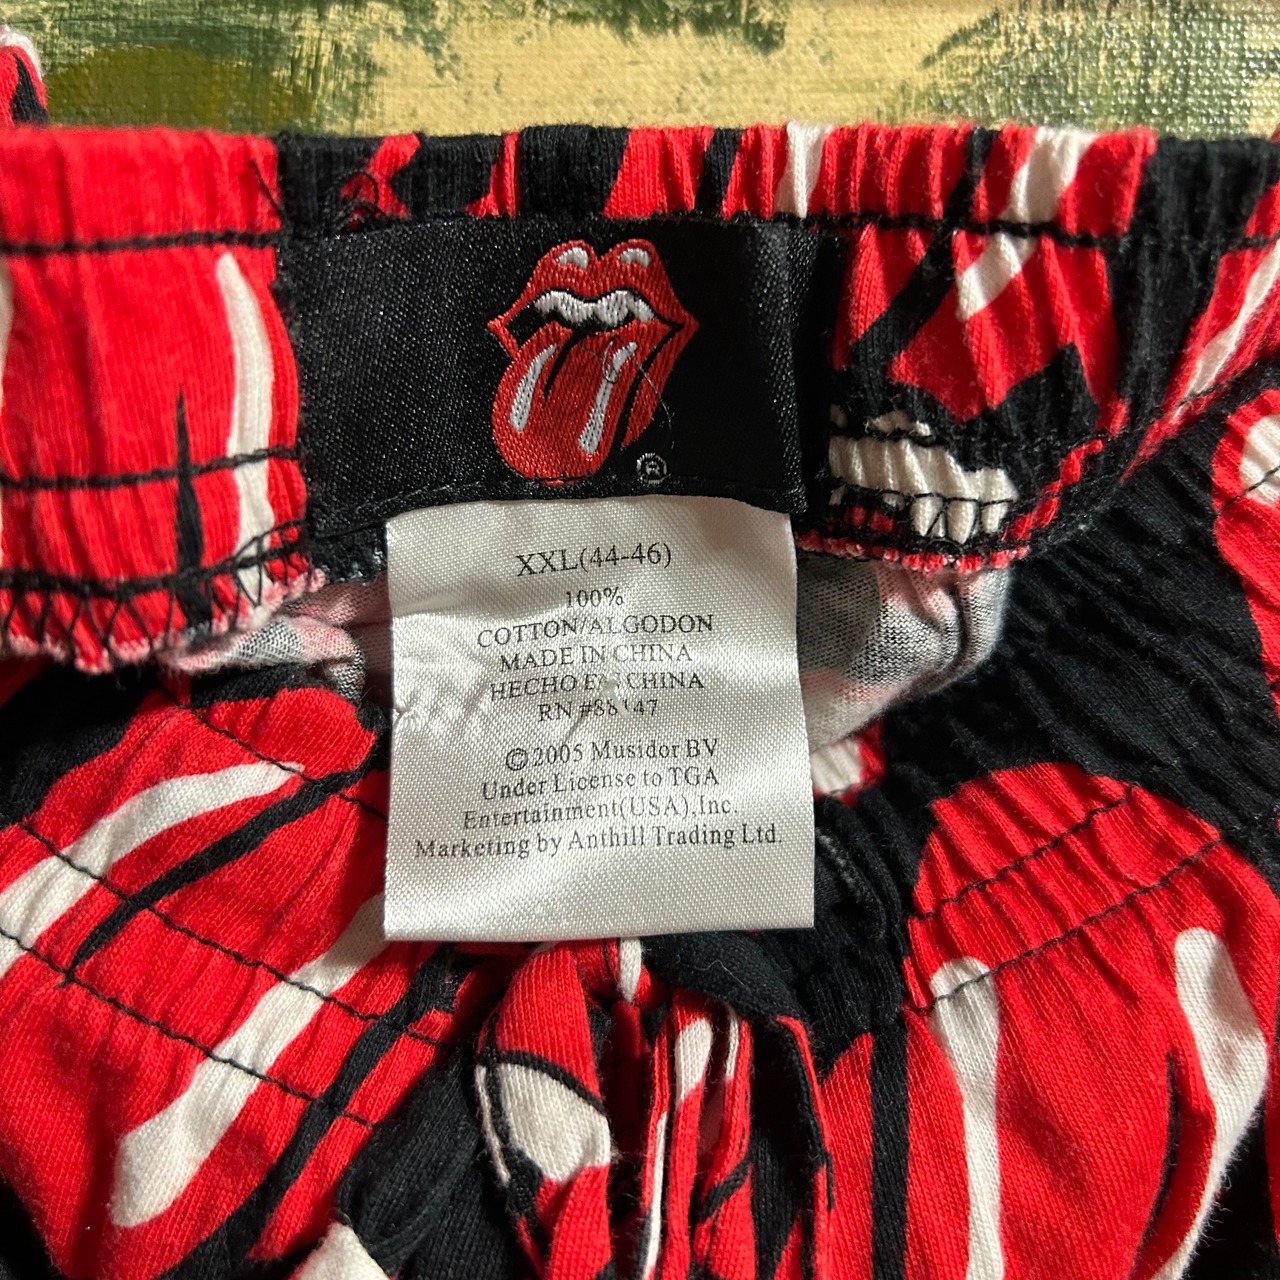 ®
XXL(44-46)
100%
COTTON/ALGODON
MADE IN CHINA
HECHO CHINA
RN
©2005 Musidor BV
Under License to TGA
Entertainment(USA),Inc.
Marketing by Anthill Trading Ltd.